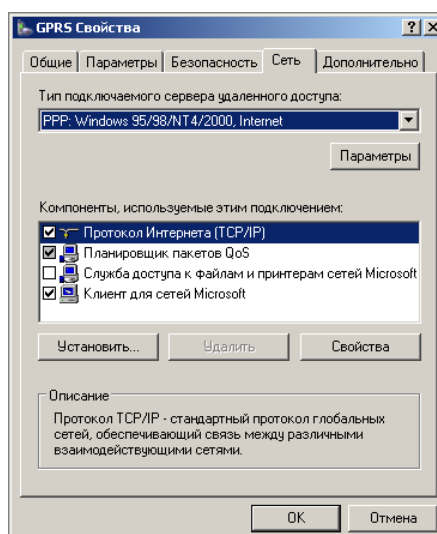 GPRS Свойства
Общие Параметры Безопасность Сеть Дополнительно
Тип подключаемого сервера удаленного доступа:
PPP: Windows 95/98/NT4/2000, Internet
Параметры
Компоненты, используемые этим подключением:
Протокол Интернета (TCP/IP)
Планировщик пакетов QoS
Служба доступа к файлам и принтерам сетей Microsoft
Клиент для сетей Microsoft
Установить... Удалить Свойства
Описание
Протокол TCP/IP - стандартный протокол глобальных
сетей, обеспечивающий связь между различными
взаимодействующими сетями.
OK Отмена